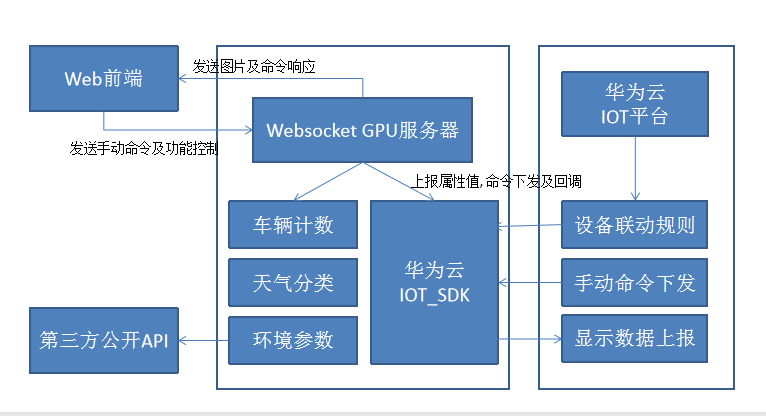 发送图片及命令响应
Web前端
华为云
IOT平台
Websocket GPU服务器
发送手动命令及功能控制
上报属性值,命令下发及回调
车辆计数
设备联动规则
华为云
IOT_SDK
天气分类
手动命令下发
第三方公开API
环境参数
显示数据上报